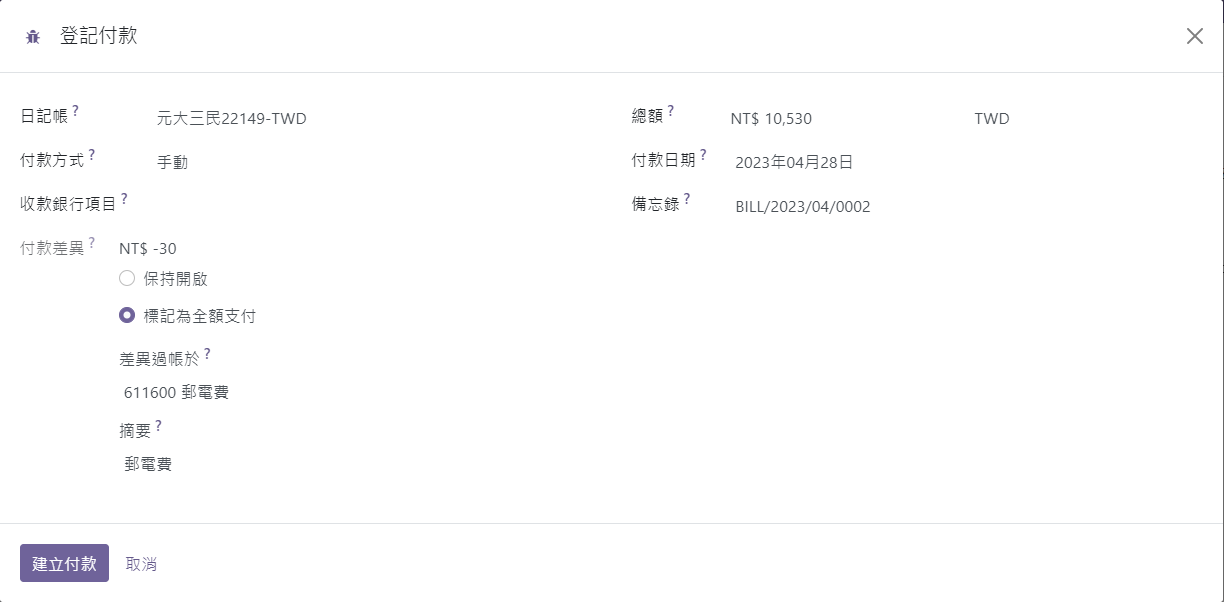 登記付款
日記帳? 元大三民22149-TWD
總額? NT$ 10,530 TWD
付款方式? 手動
付款日期? 2023年04月28日
收款銀行項目?
備忘錄? BILL/2023/04/0002
付款差異? NT$ -30
保持開啟
標記為全額支付
差異過帳於?
611600 郵電費
摘要?
郵電費
建立付款 取消